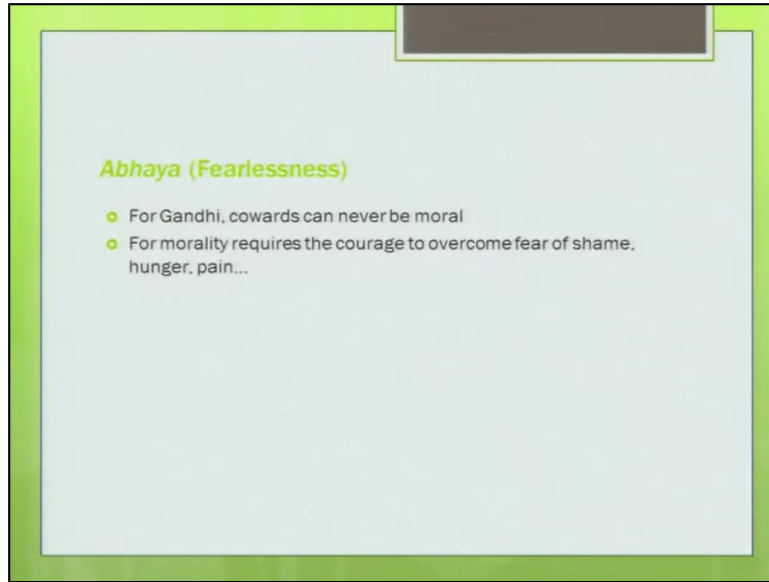 Abhaya (Fearlessness)
For Gandhi, cowards can never be moral
For morality requires the courage to overcome fear of shame,
hunger, pain...